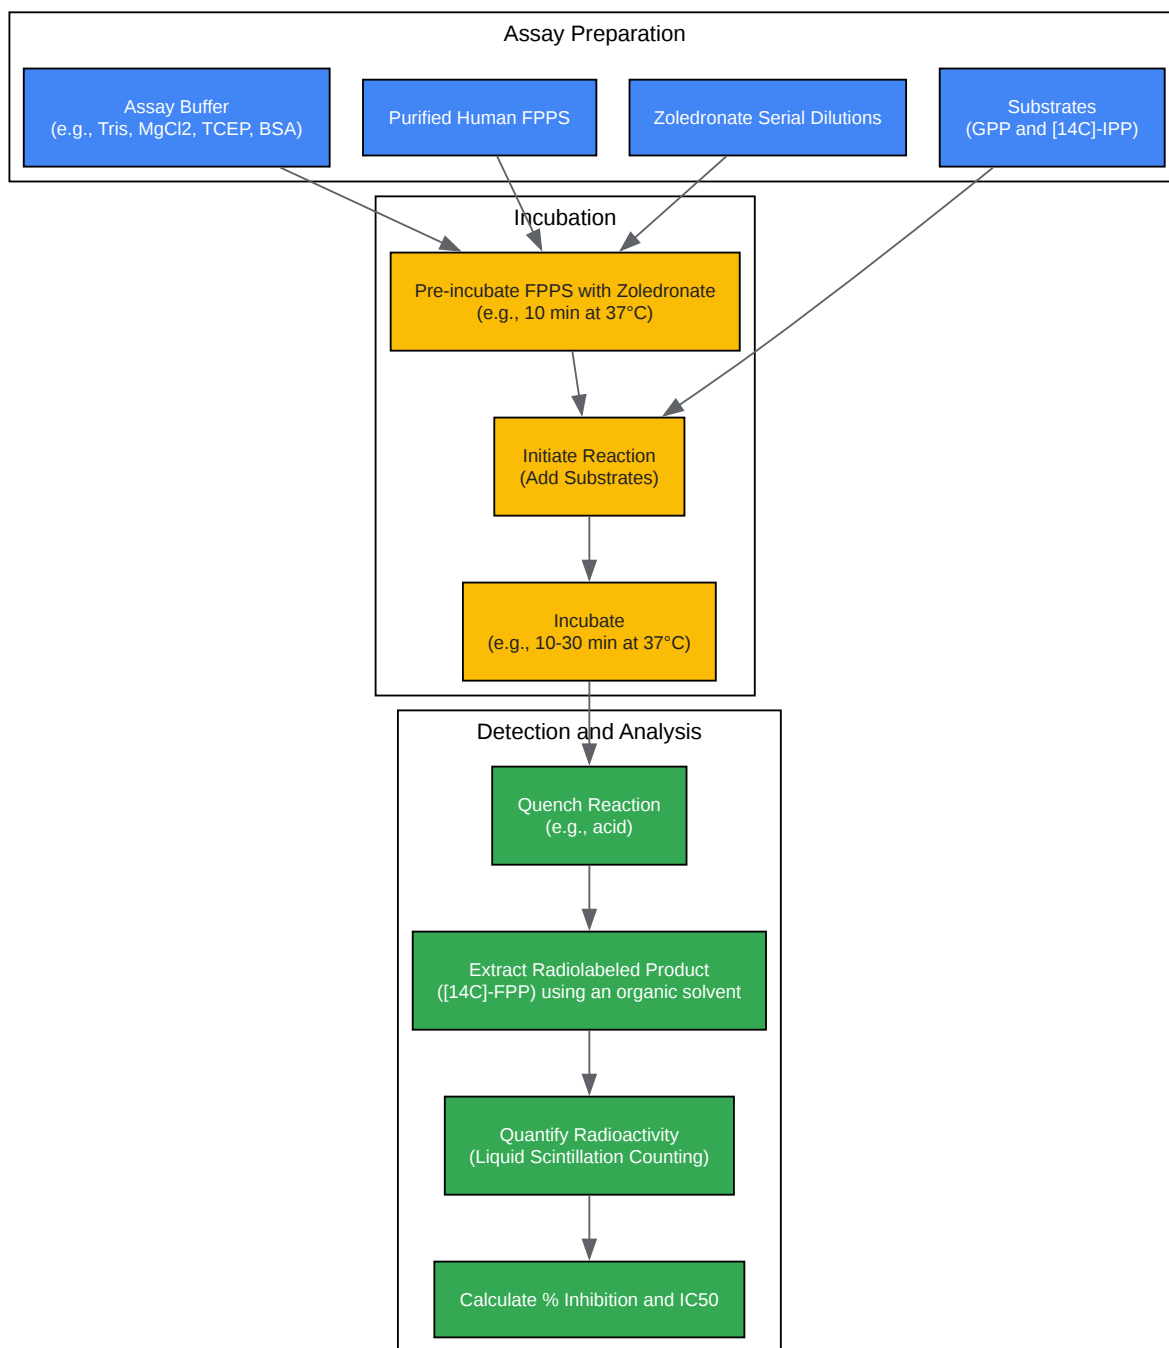 Assay Preparation
Assay Buffer
(e.g., Tris, MgCl2, TCEP, BSA)
Purified Human FPPS
Zoledronate Serial Dilutions
Substrates
(GPP and [14C]-IPP)
Incubation
Pre-incubate FPPS with Zoledronate
(e.g., 10 min at 37°C)
Initiate Reaction
(Add Substrates)
Incubate
(e.g., 10-30 min at 37°C)
Detection and Analysis
Quench Reaction
(e.g., acid)
Extract Radiolabeled Product
([14C]-FPP) using an organic solvent
Quantify Radioactivity
(Liquid Scintillation Counting)
Calculate % Inhibition and IC50